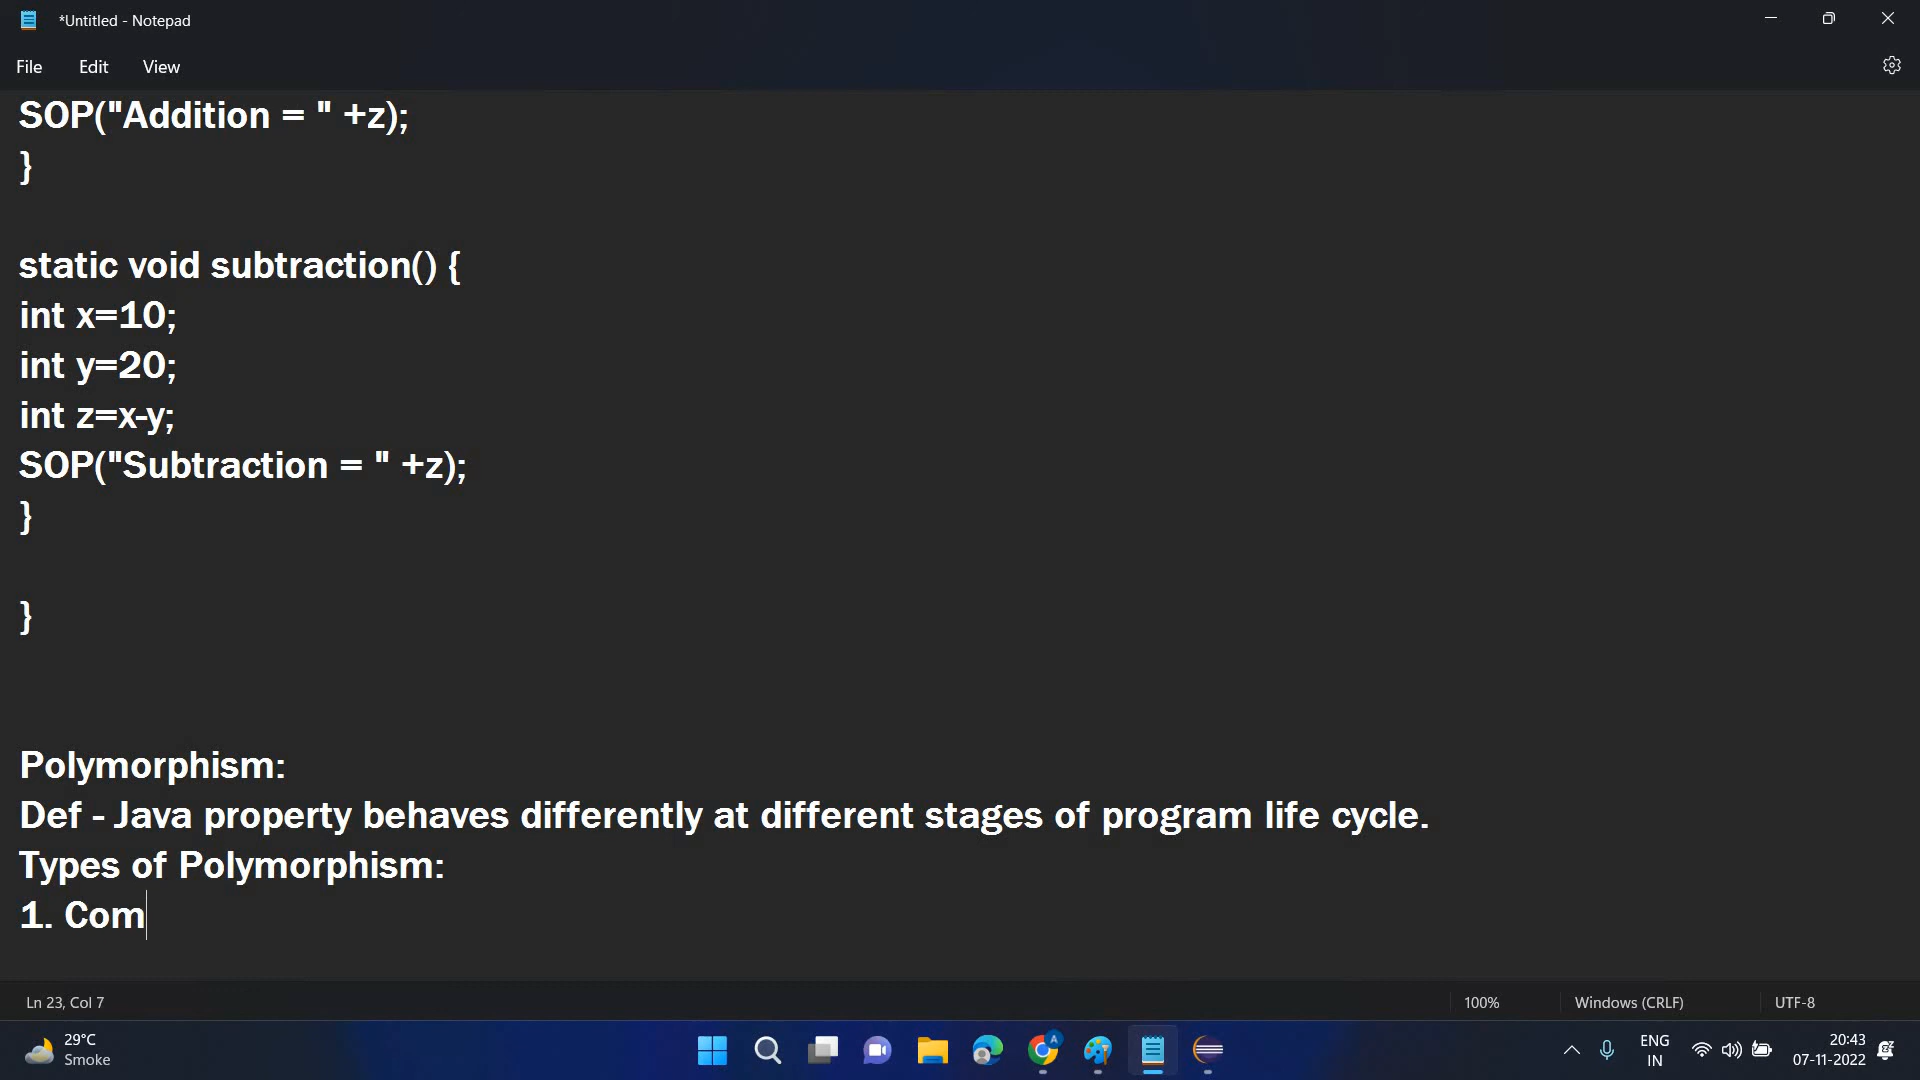 *Untitled - Notepad
File Edit View
SOP("Addition = " +z);
}
static void subtraction() {
int x=10;
int y=20;
int z=x-y;
SOP("Subtraction = " +z);
}
}
Polymorphism:
Def - Java property behaves differently at different stages of program life cycle.
Types of Polymorphism:
1. Com
Ln 23, Col 7 100% Windows (CRLF) UTF-8
29°C
Smoke
A
ENG
IN
20:43
07-11-2022